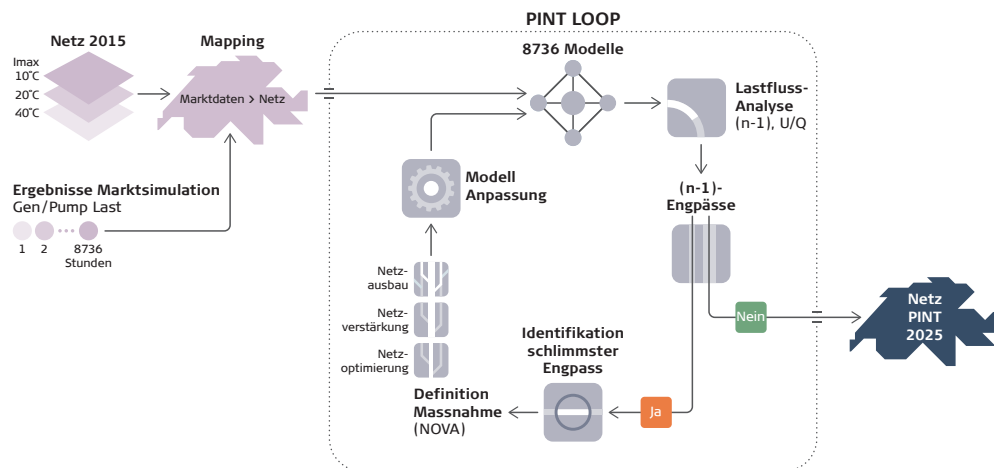 PINT LOOP
Netz 2015
Imax
10°C
20°C
40°C
Mapping
Marktdaten > Netz
Ergebnisse Marktsimulation
Gen/Pump Last
1
2
8736
Stunden
8736 Modelle
Lastfluss-
Analyse
(n-1), U/Q
Modell
Anpassung
(n-1)-
Engpässe
Netz-
ausbau
Netz-
verstärkung
Netz-
optimierung
Definition
Massnahme
(NOVA)
Identifikation
schlimmster
Engpass
Ja
Nein
Netz
PINT
2025